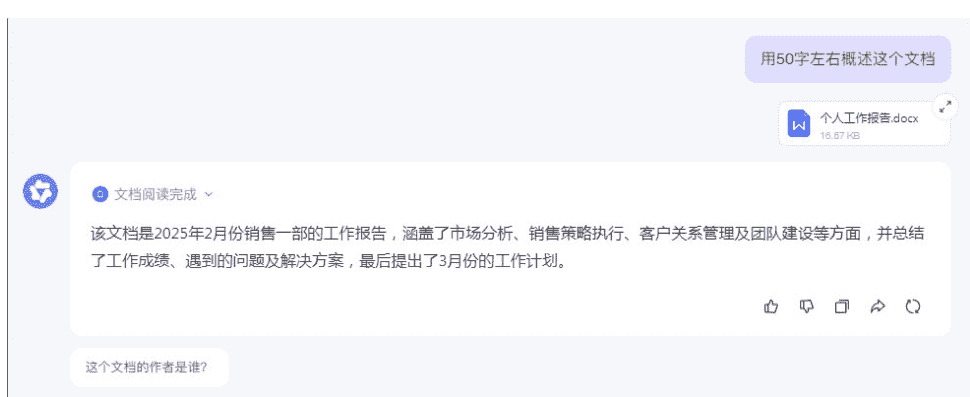 用50字左右概述这个文档
个人工作报告.docx
16.67 KB
文档阅读完成
该文档是2025年2月份销售一部的工作报告，涵盖了市场分析、销售策略执行、客户关系管理及团队建设等方面，并总结
了工作成绩、遇到的问题及解决方案，最后提出了3月份的工作计划。
这个文档的作者是谁?